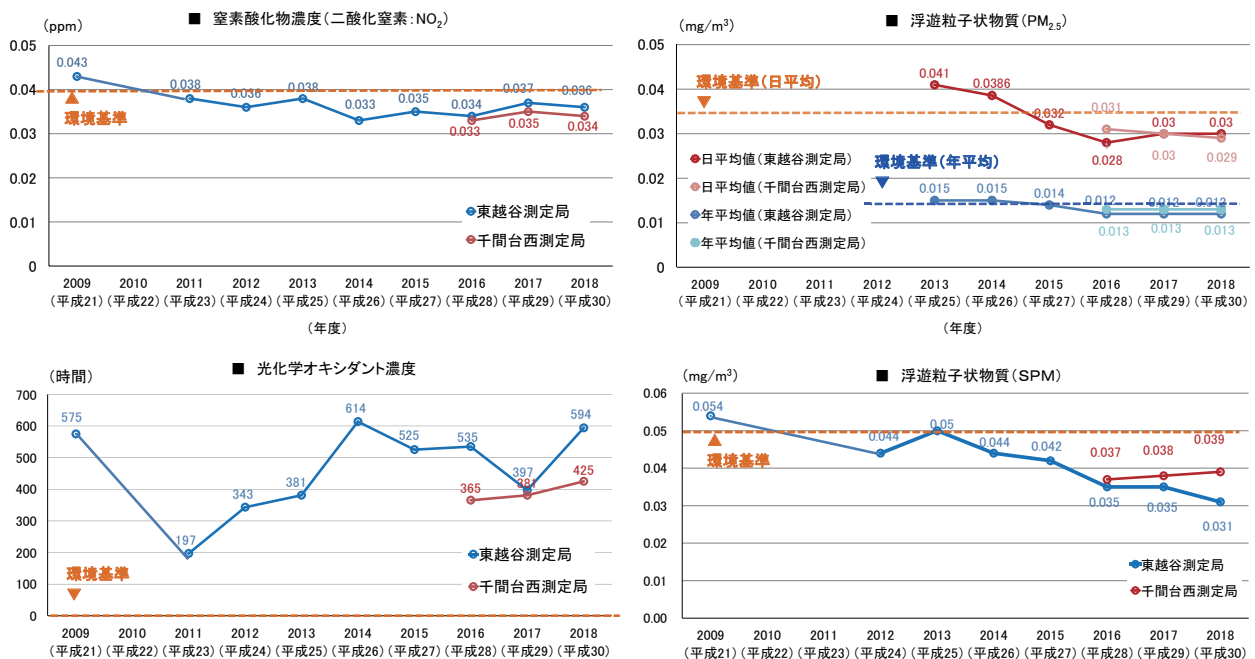 ■ 窒素酸化物濃度（二酸化窒素：NO₂）
（ppm）
0.05
0.04
0.03
0.02
0.01
0
0.043
0.038
0.036
0.038
0.033
0.035
0.034
0.037
0.036
0.033
0.035
0.034
環境基準
東越谷測定局
千間台西測定局
2009 2010 2011 2012 2013 2014 2015 2016 2017 2018
（平成21）（平成22）（平成23）（平成24）（平成25）（平成26）（平成27）（平成28）（平成29）（平成30）
（年度）
■ 浮遊粒子状物質（PM₂.₅）
（mg/m³）
0.05
0.04
0.03
0.02
0.01
0
環境基準（日平均）
0.041
0.0386
0.032
0.028
0.03
0.03
0.031
0.03
0.029
環境基準（年平均）
0.015
0.015
0.014
0.012
0.012
0.012
0.013
0.013
0.013
日平均値（東越谷測定局）
日平均値（千間台西測定局）
年平均値（東越谷測定局）
年平均値（千間台西測定局）
2009 2010 2011 2012 2013 2014 2015 2016 2017 2018
（平成21）（平成22）（平成23）（平成24）（平成25）（平成26）（平成27）（平成28）（平成29）（平成30）
（年度）
■ 光化学オキシダント濃度
（時間）
700
600
500
400
300
200
100
0
575
197
343
381
614
525
535
397
594
365
381
425
環境基準
東越谷測定局
千間台西測定局
2009 2010 2011 2012 2013 2014 2015 2016 2017 2018
（平成21）（平成22）（平成23）（平成24）（平成25）（平成26）（平成27）（平成28）（平成29）（平成30）
■ 浮遊粒子状物質（SPM）
（mg/m³）
0.06
0.05
0.04
0.03
0.02
0.01
0.00
0.054
0.044
0.05
0.044
0.042
0.035
0.035
0.031
0.037
0.038
0.039
環境基準
東越谷測定局
千間台西測定局
2009 2010 2011 2012 2013 2014 2015 2016 2017 2018
（平成21）（平成22）（平成23）（平成24）（平成25）（平成26）（平成27）（平成28）（平成29）（平成30）